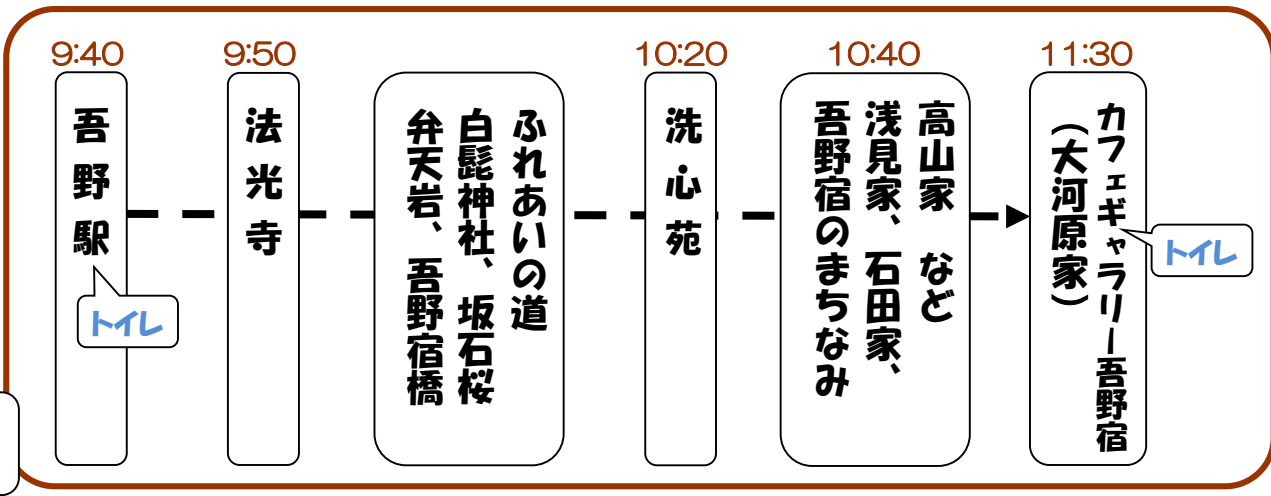 9:40
吾野駅
トイレ
9:50
法光寺
ふれあいの道
白髭神社、坂石桜
弁天岩、吾野宿橋
10:20
洗心苑
10:40
高山家　など
浅見家、石田家、
吾野宿のまちなみ
11:30
カフェギャラリー吾野宿
（大河原家）
トイレ